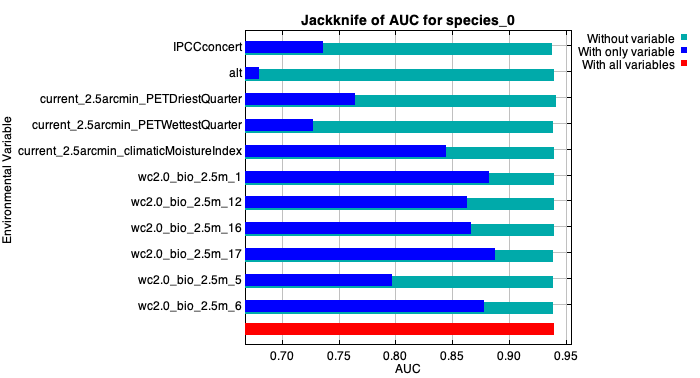 Jackknife of AUC for species_0
Without variable
With only variable
With all variables
Environmental Variable
IPCCconcert
alt
current_2.5arcmin_PETDriestQuarter
current_2.5arcmin_PETWettestQuarter
current_2.5arcmin_climaticMoistureIndex
wc2.0_bio_2.5m_1
wc2.0_bio_2.5m_12
wc2.0_bio_2.5m_16
wc2.0_bio_2.5m_17
wc2.0_bio_2.5m_5
wc2.0_bio_2.5m_6
0.70 0.75 0.80 0.85 0.90 0.95
AUC